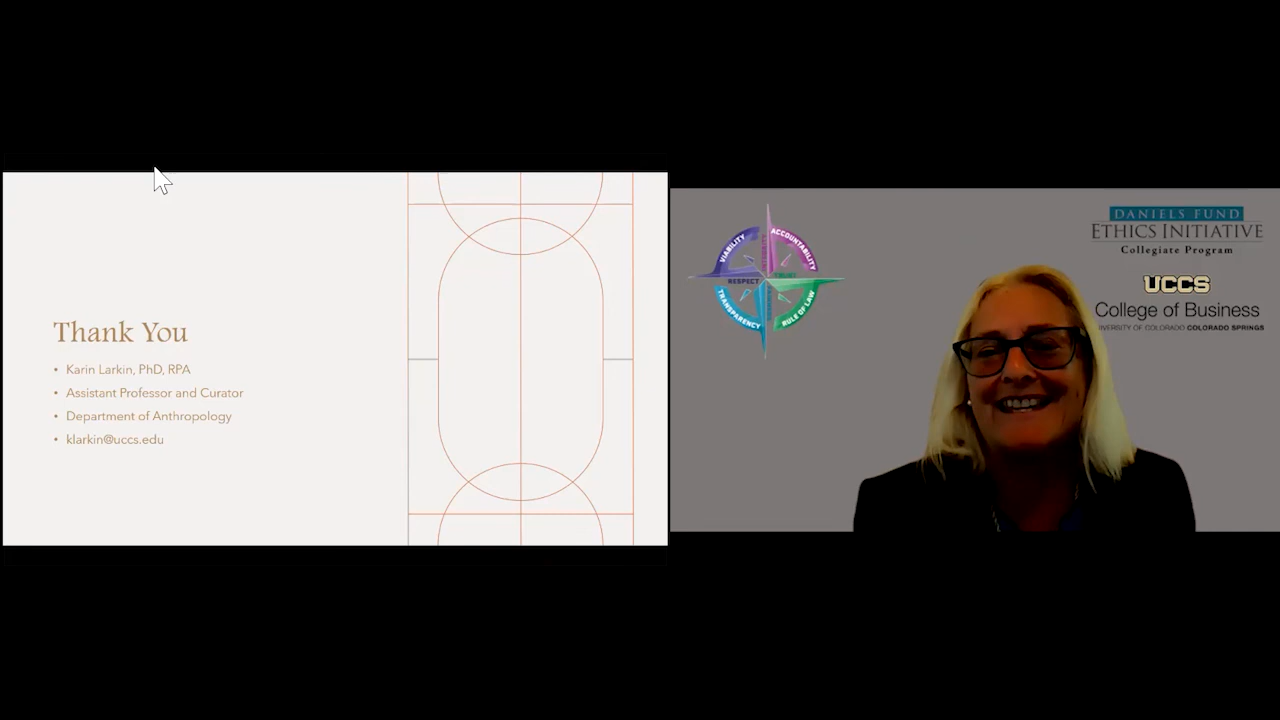 Thank You
• Karin Larkin, PhD, RPA
• Assistant Professor and Curator
• Department of Anthropology
• klarkin@uccs.edu
VIABILITY
ACCOUNTABILITY
INTEGRITY
RESPECT
TRUST
TRANSPARENCY
RULE OF LAW
DANIELS FUND
ETHICS INITIATIVE
Collegiate Program
UCCS
College of Business
UNIVERSITY OF COLORADO COLORADO SPRINGS